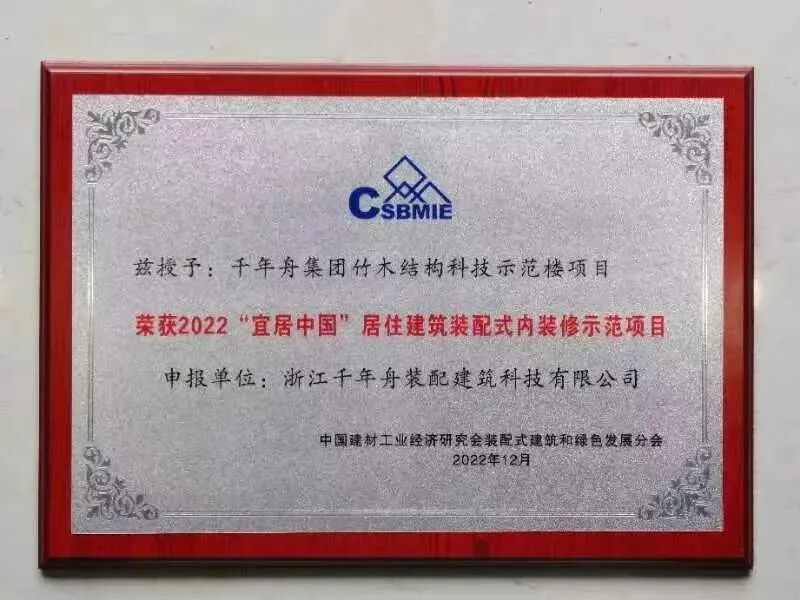 CSBMIE
兹授予：千年舟集团竹木结构科技示范楼项目
荣获2022“宜居中国”居住建筑装配式内装修示范项目
申报单位：浙江千年舟装配建筑科技有限公司
中国建材工业经济研究会装配式建筑和绿色发展分会
2022年12月